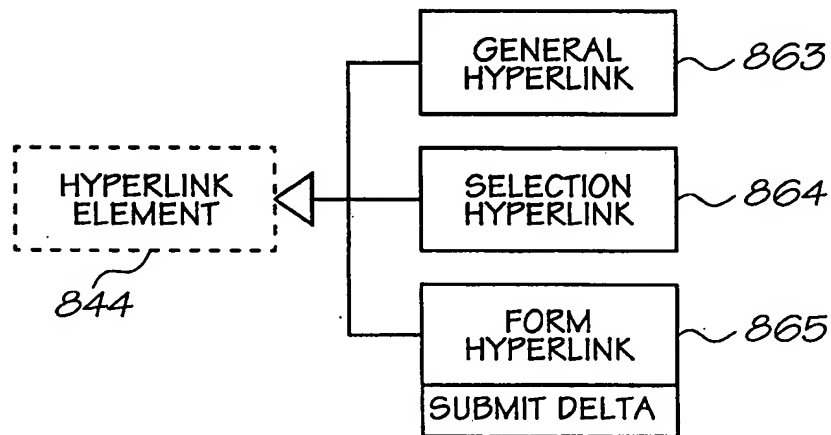 GENERAL
HYPERLINK
863
HYPERLINK
ELEMENT
844
SELECTION
HYPERLINK
864
FORM
HYPERLINK
865
SUBMIT DELTA